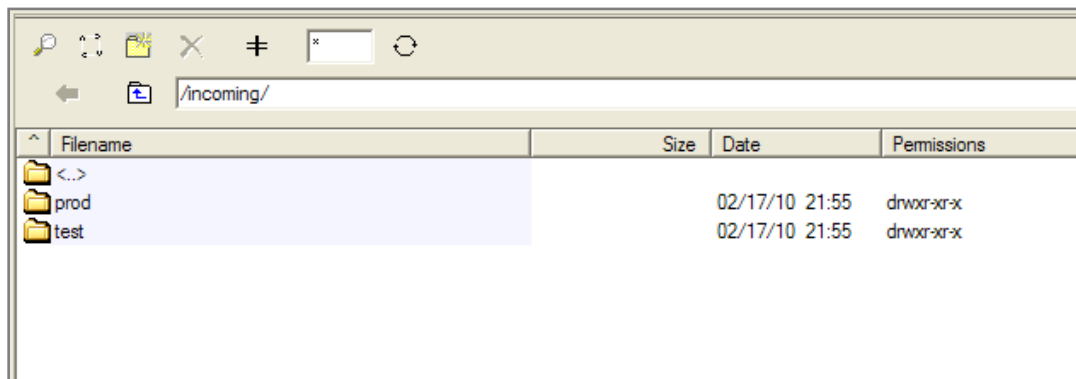 *
/incoming/
^ Filename Size Date Permissions
<..>
prod 02/17/10 21:55 drwxr-xr-x
test 02/17/10 21:55 drwxr-xr-x